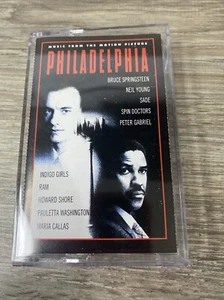 MUSIC FROM THE MOTION PICTURE
PHILADELPHIA
BRUCE SPRINGSTEEN
NEIL YOUNG
SADE
SPIN DOCTORS
PETER GABRIEL
INDIGO GIRLS
RAM
HOWARD SHORE
PAULETTA WASHINGTON
MARIA CALLAS